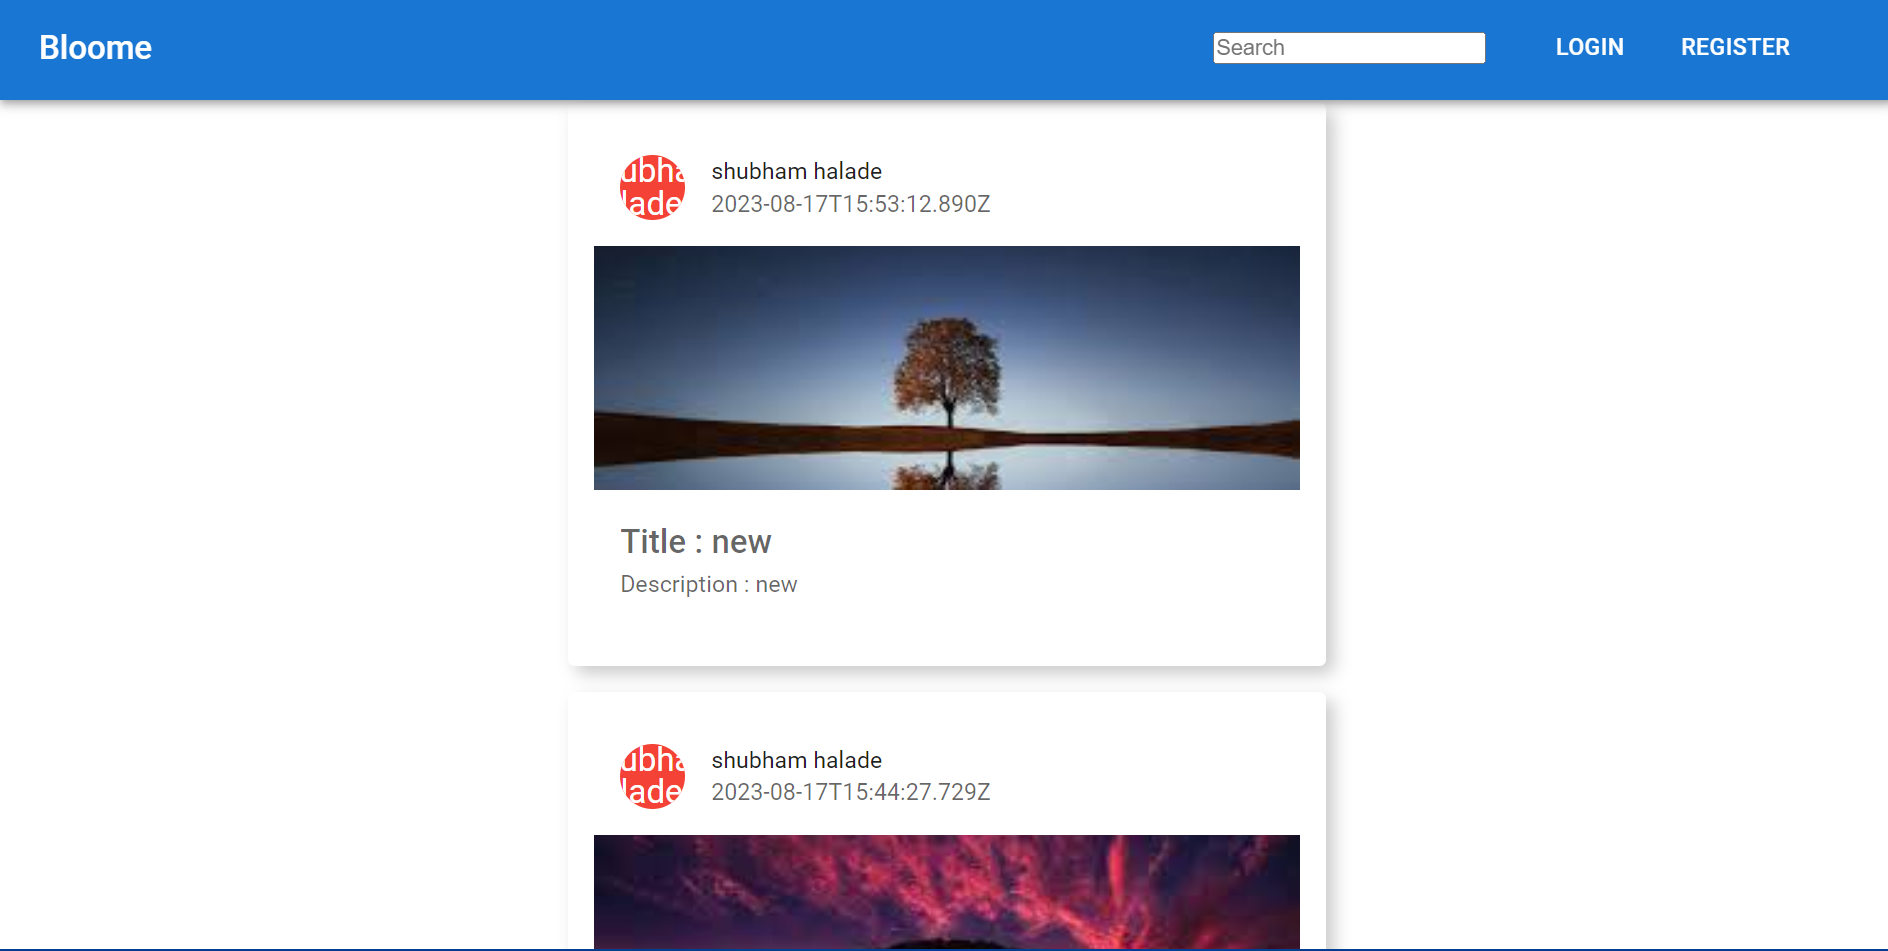 Bloome
Search
LOGIN
REGISTER
ubha
lade
shubham halade
2023-08-17T15:53:12.890Z
Title : new
Description : new
ubha
lade
shubham halade
2023-08-17T15:44:27.729Z